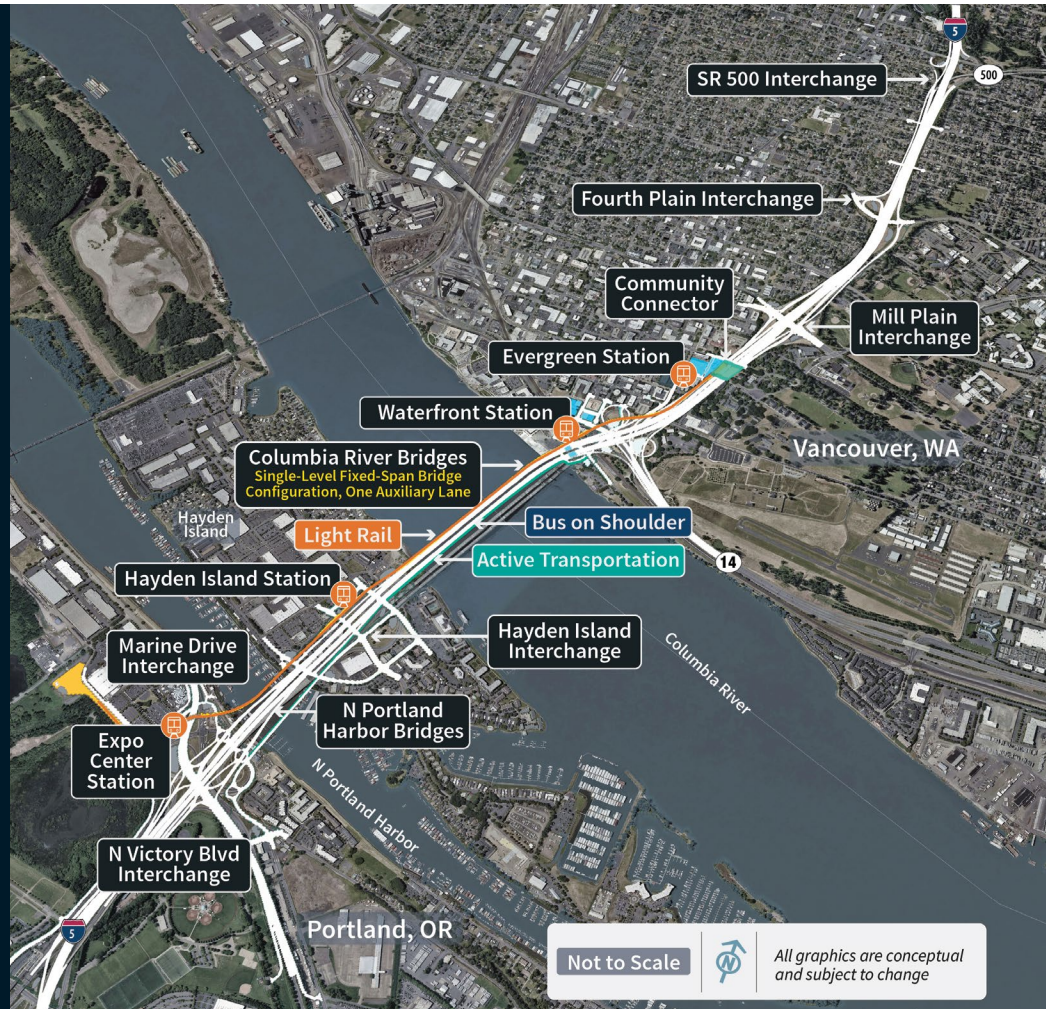 5
SR 500 Interchange
500
Fourth Plain Interchange
Community
Connector
Mill Plain
Interchange
Evergreen Station
Waterfront Station
Vancouver, WA
Columbia River Bridges
Single-Level Fixed-Span Bridge
Configuration, One Auxiliary Lane
Hayden
Island
Light Rail
Bus on Shoulder
Active Transportation
14
Hayden Island Station
Hayden Island
Interchange
Marine Drive
Interchange
Columbia River
N Portland
Harbor Bridges
Expo
Center
Station
N Portland Harbor
N Victory Blvd
Interchange
5
Portland, OR
Not to Scale
N
All graphics are conceptual
and subject to change